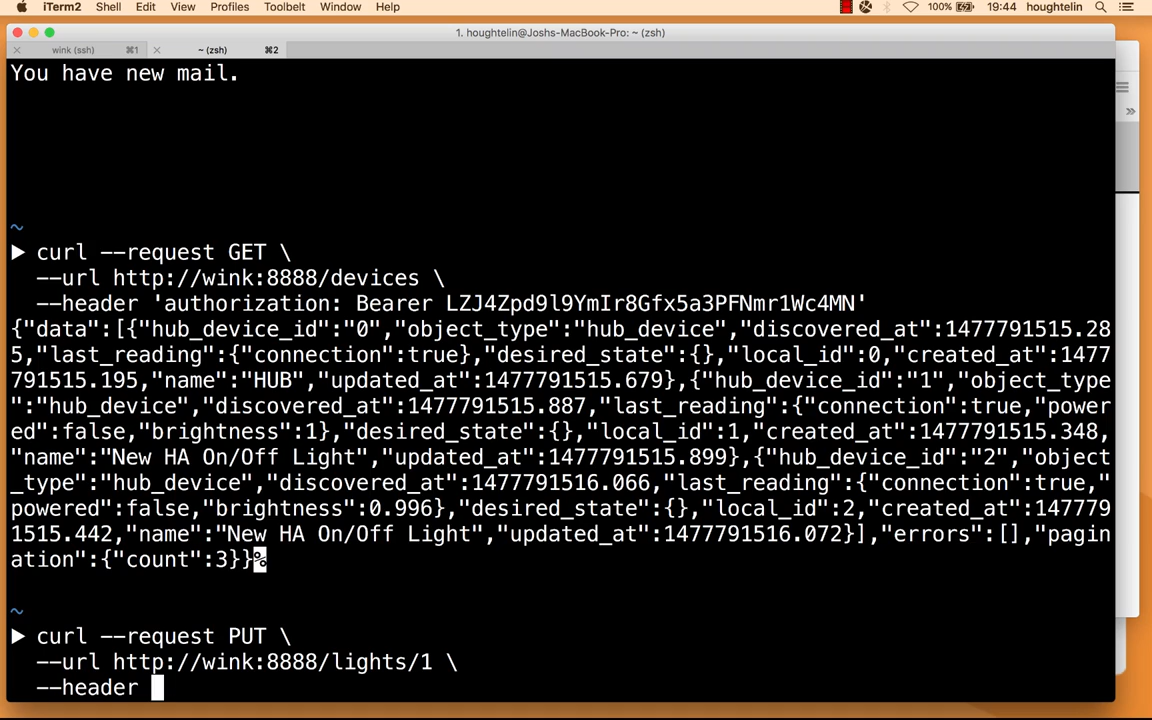 iTerm2 Shell Edit View Profiles Toolbelt Window Help 100% 19:44 houghtelin
1. houghtelin@Joshs-MacBook-Pro: ~ (zsh)
wink (ssh) ⌘1 ~ (zsh) ⌘2
You have new mail.
~
▶ curl --request GET \
--url http://wink:8888/devices \
--header 'authorization: Bearer LZJ4Zpd9l9YmIr8Gfx5a3PFNmr1Wc4MN'
{"data":[{"hub_device_id":"0","object_type":"hub_device","discovered_at":1477791515.28
5,"last_reading":{"connection":true},"desired_state":{},"local_id":0,"created_at":1477
791515.195,"name":"HUB","updated_at":1477791515.679},{"hub_device_id":"1","object_type
":"hub_device","discovered_at":1477791515.887,"last_reading":{"connection":true,"power
ed":false,"brightness":1},"desired_state":{},"local_id":1,"created_at":1477791515.348,
"name":"New HA On/Off Light","updated_at":1477791515.899},{"hub_device_id":"2","object
_type":"hub_device","discovered_at":1477791516.066,"last_reading":{"connection":true,"
powered":false,"brightness":0.996},"desired_state":{},"local_id":2,"created_at":147779
1515.442,"name":"New HA On/Off Light","updated_at":1477791516.072}],"errors":[],"pagin
ation":{"count":3}}%
~
▶ curl --request PUT \
--url http://wink:8888/lights/1 \
--header